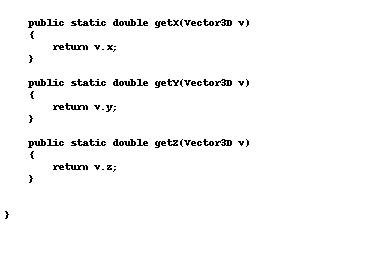 public static double getX(Vector3D v)
{
return v.x;
}
public static double getY(Vector3D v)
{
return v.y;
}
public static double getZ(Vector3D v)
{
return v.z;
}
}